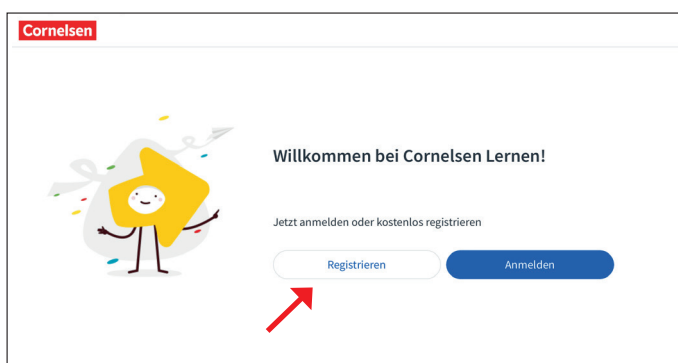 Cornelsen
Willkommen bei Cornelsen Lernen!
Jetzt anmelden oder kostenlos registrieren
Registrieren
Anmelden